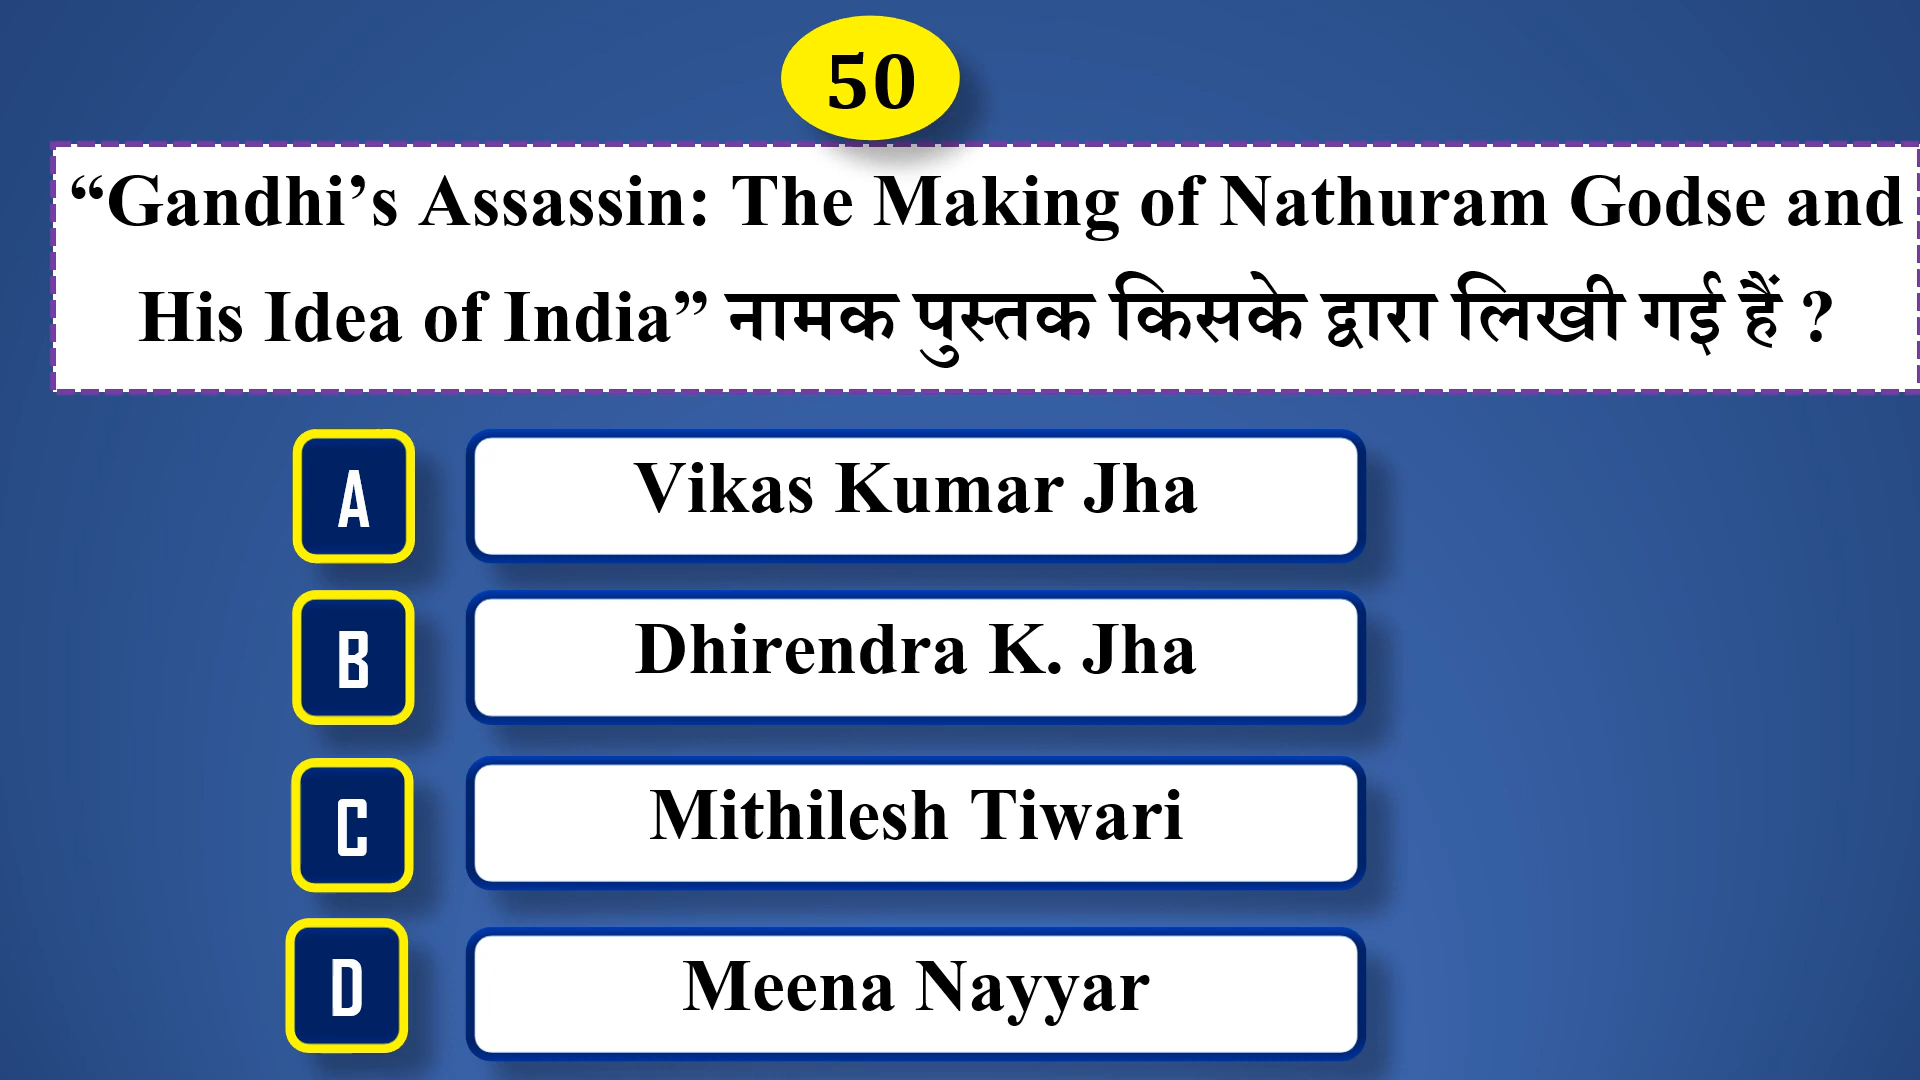 50
“Gandhi’s Assassin: The Making of Nathuram Godse and
His Idea of India” नामक पुस्तक किसके द्वारा लिखी गई हैं ?
A
Vikas Kumar Jha
B
Dhirendra K. Jha
C
Mithilesh Tiwari
D
Meena Nayyar